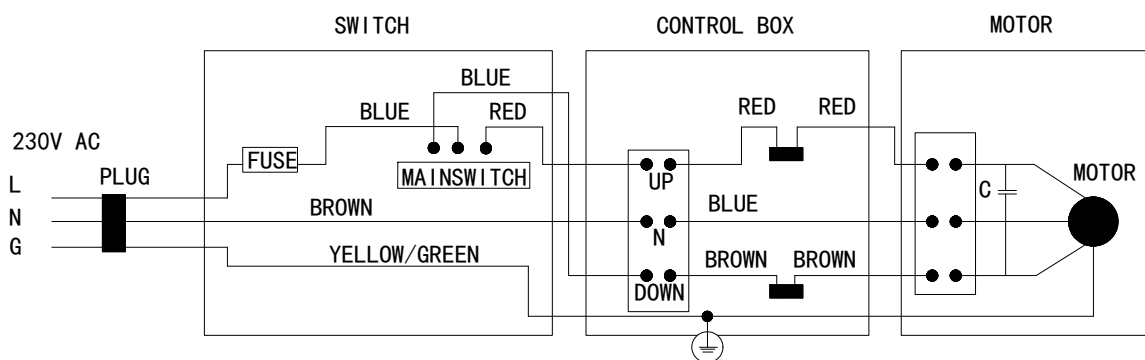 SWITCH CONTROL BOX MOTOR
BLUE
BLUE RED RED RED
230V AC
FUSE
L PLUG MAINSWITCH UP C MOTOR
N BROWN N BLUE
G YELLOW/GREEN BROWN BROWN
DOWN